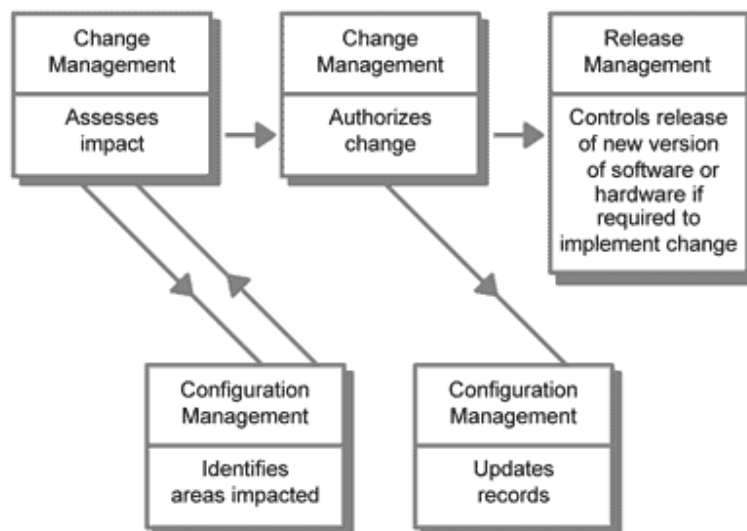 Change
Management
Assesses
impact
Change
Management
Authorizes
change
Release
Management
Controls release
of new version
of software or
hardware if
required to
implement change
Configuration
Management
Identifies
areas impacted
Configuration
Management
Updates
records